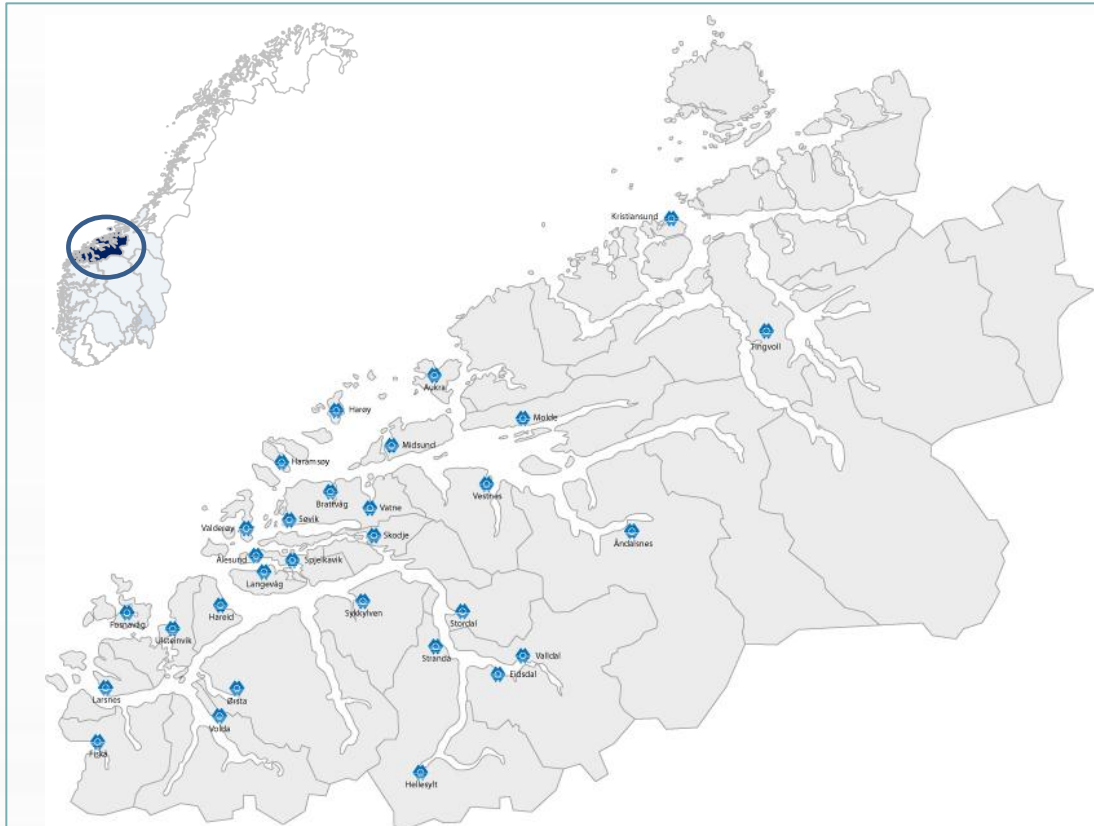 Kristiansund
Tingvoll
Aukra
Harøy
Molde
Midsund
Haramsøy
Vestnes
Brattvåg
Vatne
Søvik
Valderøy
Åndalsnes
Skodje
Ålesund
Spjelkavik
Langevåg
Sykkylven
Hareid
Stordal
Fosnavåg
Ulsteinvik
Stranda
Valldal
Eidsdal
Larsnes
Ørsta
Volda
Fiskå
Hellesylt